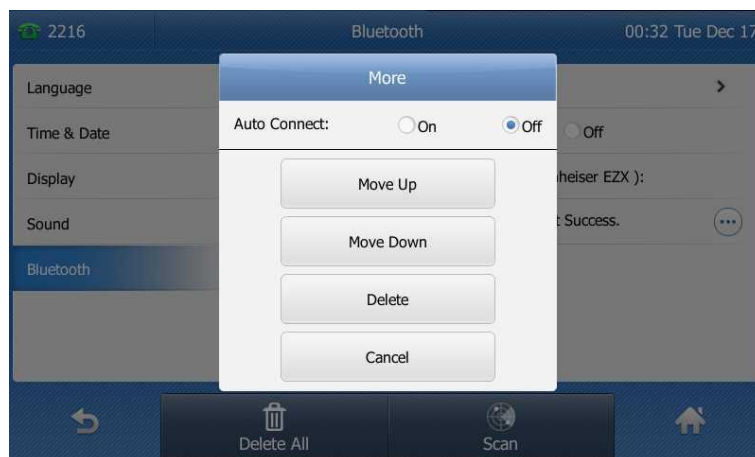 2216 Bluetooth 00:32 Tue Dec 17
More
Language
Auto Connect: On Off
Time & Date Off
Move Up
Display heiser EZX ):
Sound Success.
Move Down
Bluetooth
Delete
Cancel
Delete All Scan